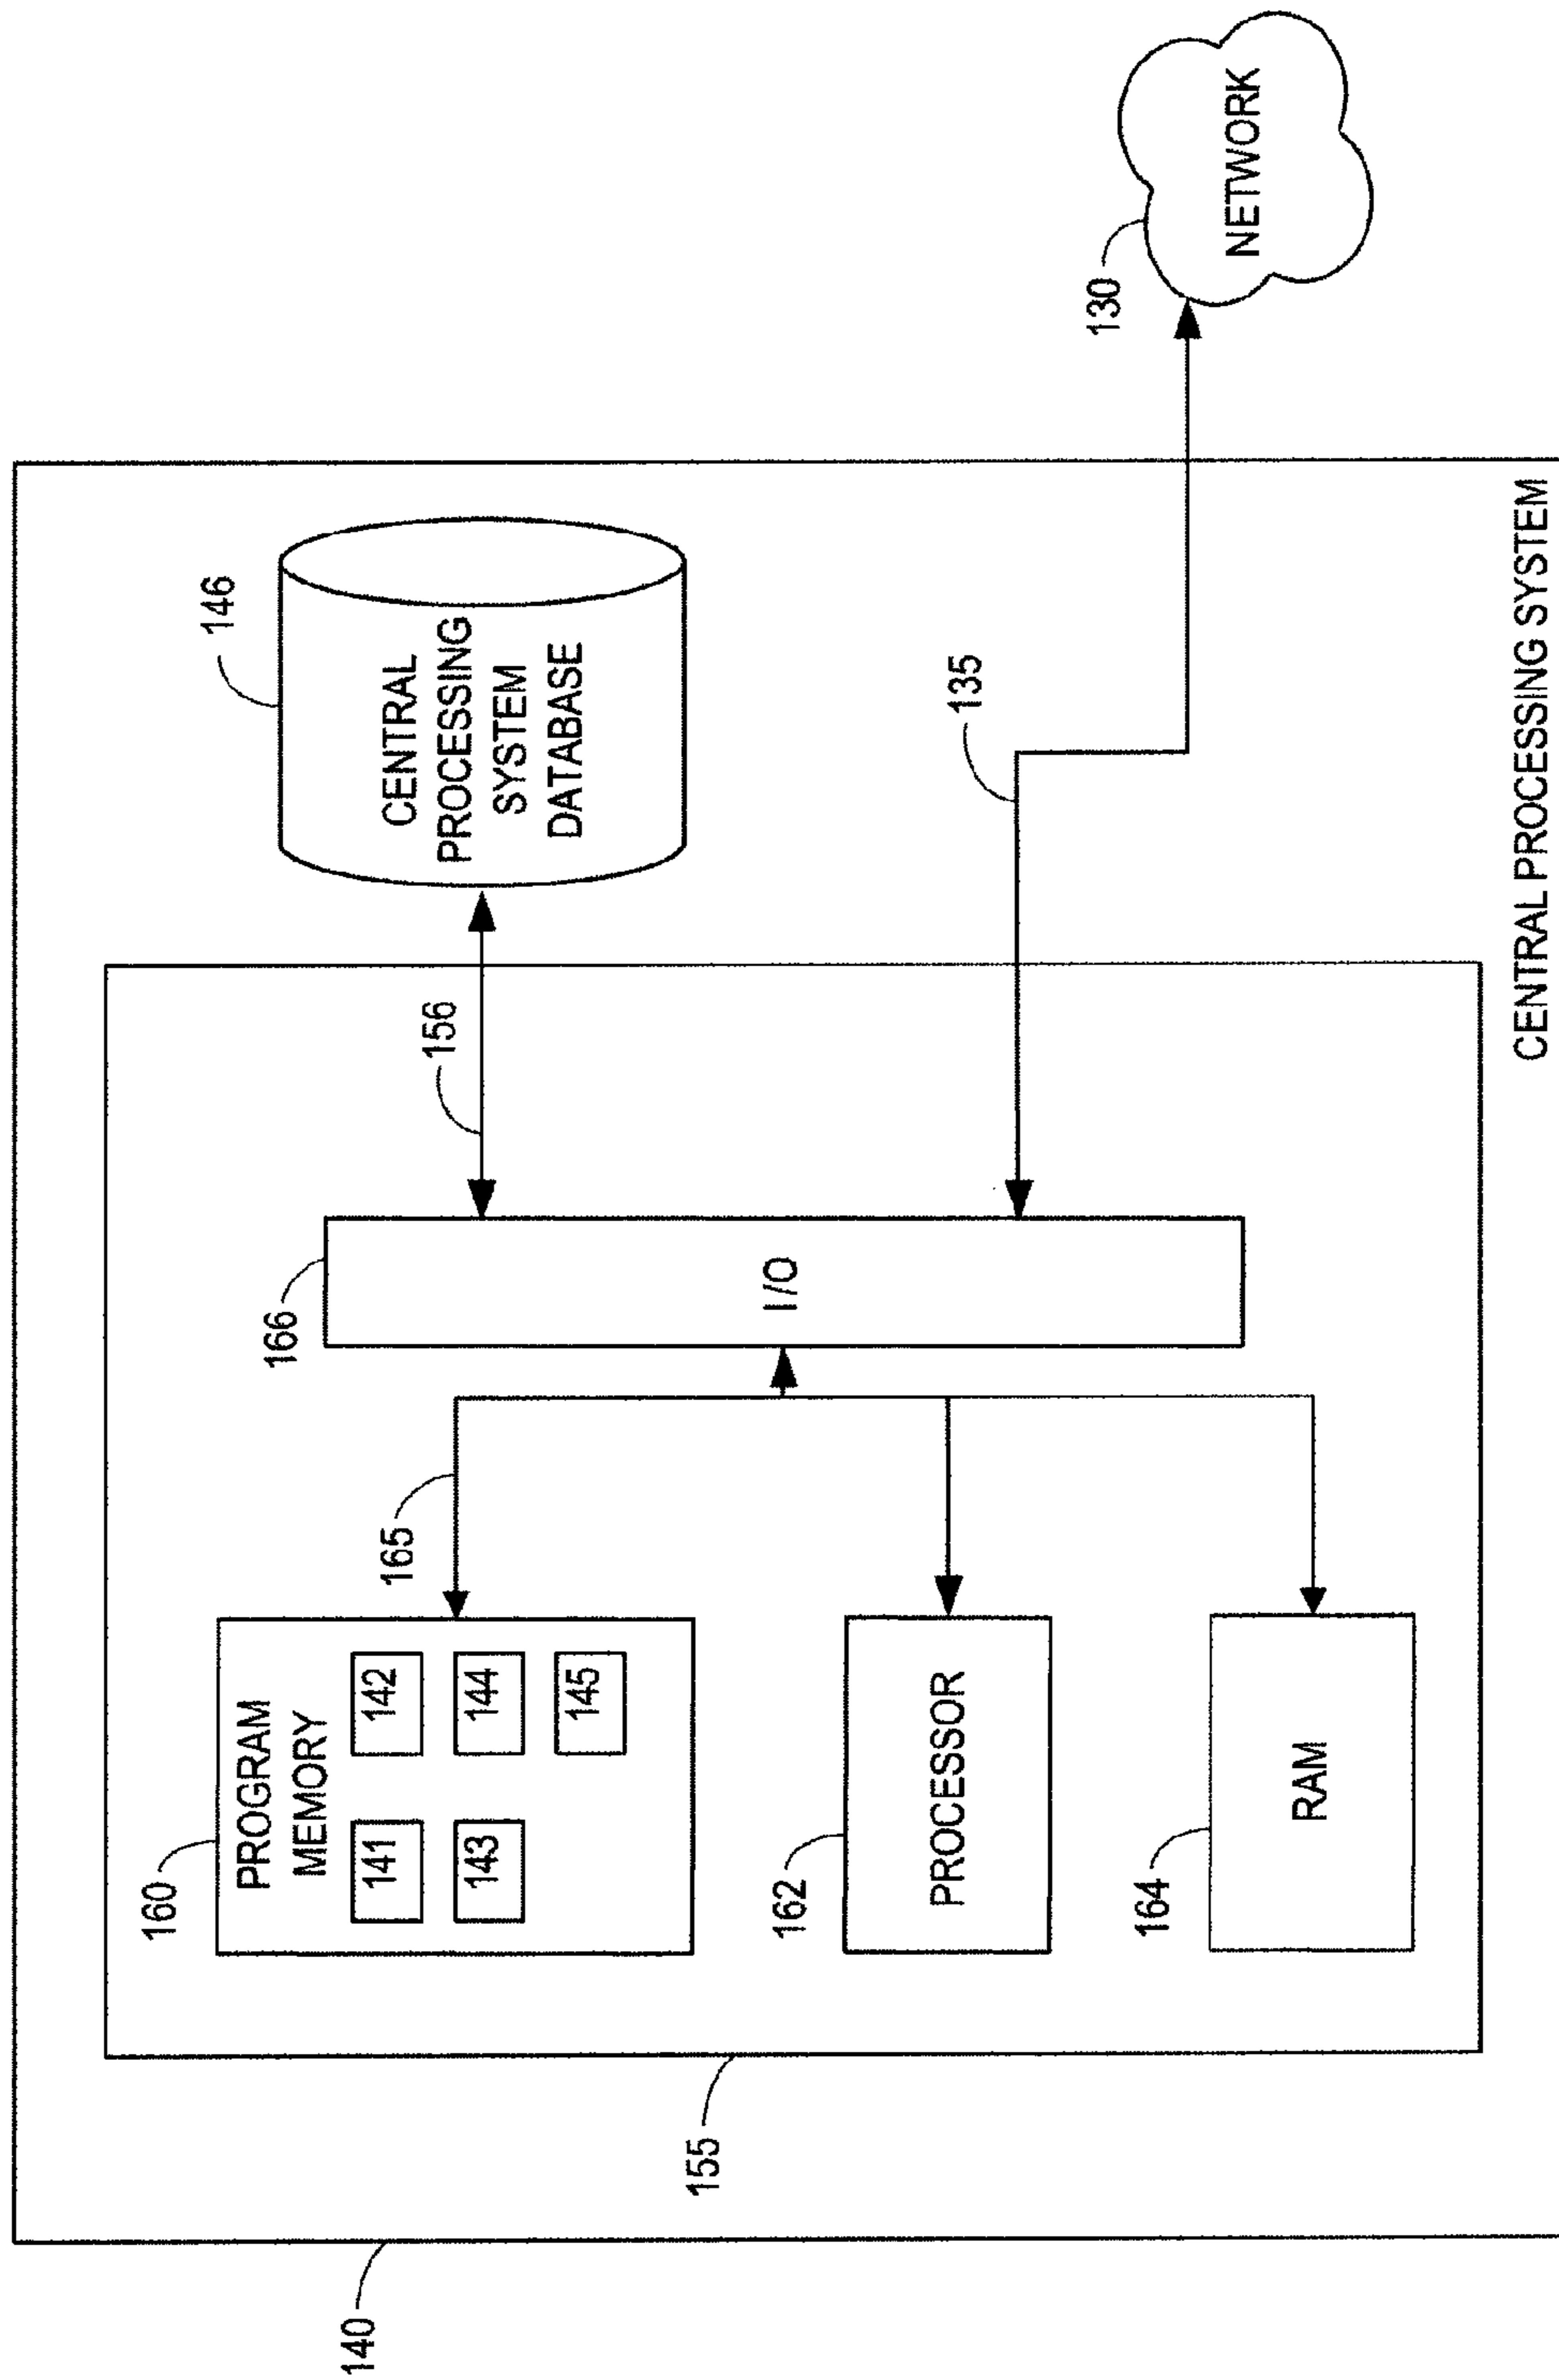 140
155
160
PROGRAM
MEMORY
141
142
143
144
145
162
PROCESSOR
164
RAM
165
166
I/O
156
146
CENTRAL
PROCESSING
SYSTEM
DATABASE
135
130
NETWORK
CENTRAL PROCESSING SYSTEM